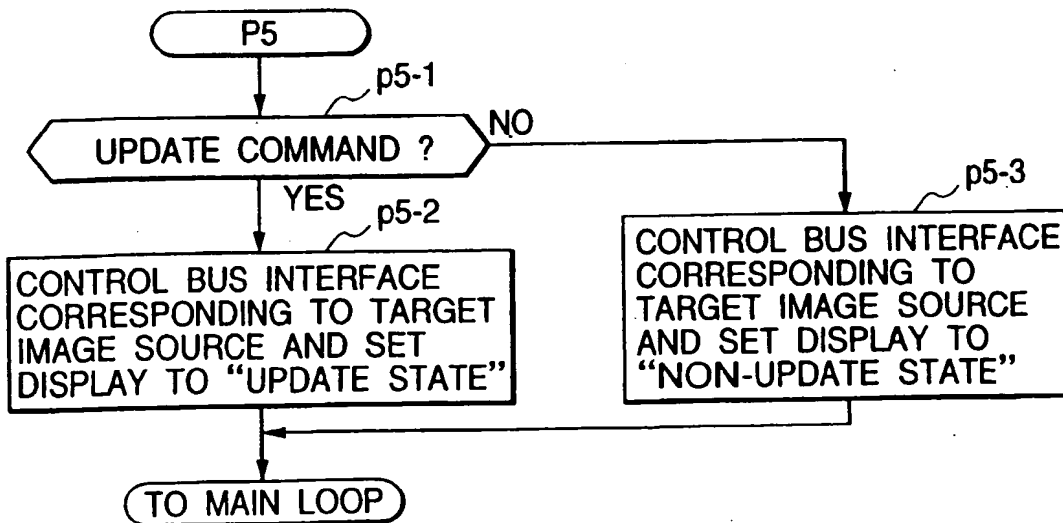 P5
p5-1
UPDATE COMMAND ?
NO
YES
p5-2
CONTROL BUS INTERFACE
CORRESPONDING TO TARGET
IMAGE SOURCE AND SET
DISPLAY TO “UPDATE STATE”
p5-3
CONTROL BUS INTERFACE
CORRESPONDING TO
TARGET IMAGE SOURCE
AND SET DISPLAY TO
“NON-UPDATE STATE”
TO MAIN LOOP